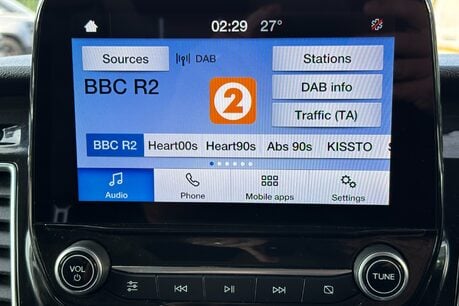 02:29 27°
Sources DAB Stations
BBC R2 2 DAB info
Traffic (TA)
BBC R2 Heart00s Heart90s Abs 90s KISSTO
Audio Phone Mobile apps Settings
VOL TUNE